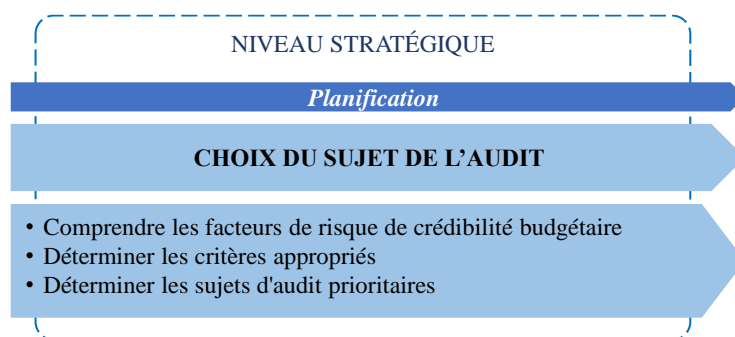 NIVEAU STRATÉGIQUE
Planification
CHOIX DU SUJET DE L’AUDIT
• Comprendre les facteurs de risque de crédibilité budgétaire
• Déterminer les critères appropriés
• Déterminer les sujets d'audit prioritaires